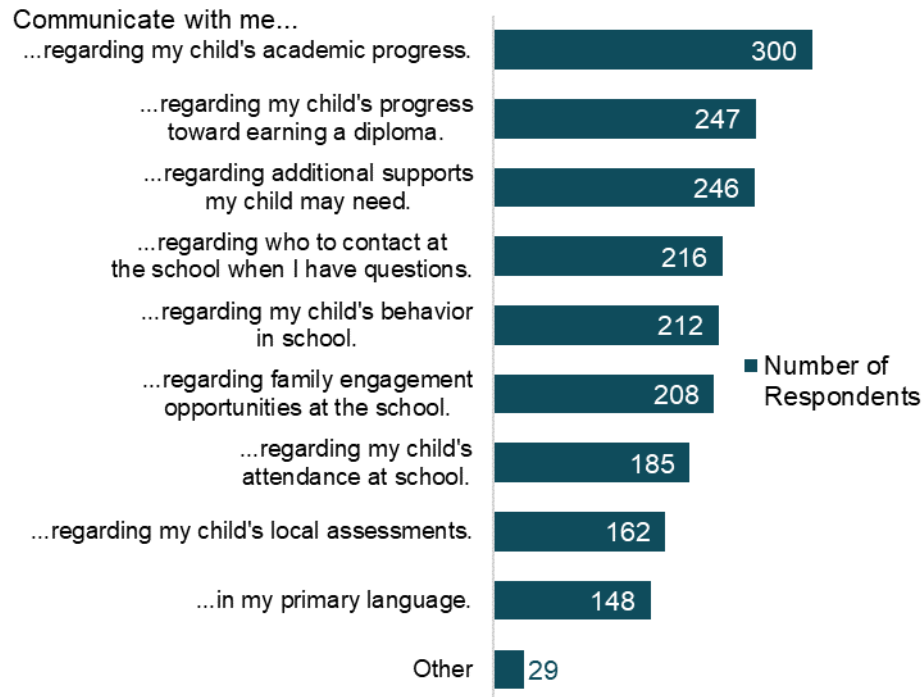 Communicate with me...
...regarding my child's academic progress.
300
...regarding my child's progress
toward earning a diploma.
247
...regarding additional supports
my child may need.
246
...regarding who to contact at
the school when I have questions.
216
...regarding my child's behavior
in school.
212
...regarding family engagement
opportunities at the school.
208
Number of
Respondents
...regarding my child's
attendance at school.
185
...regarding my child's local assessments.
162
...in my primary language.
148
Other
29